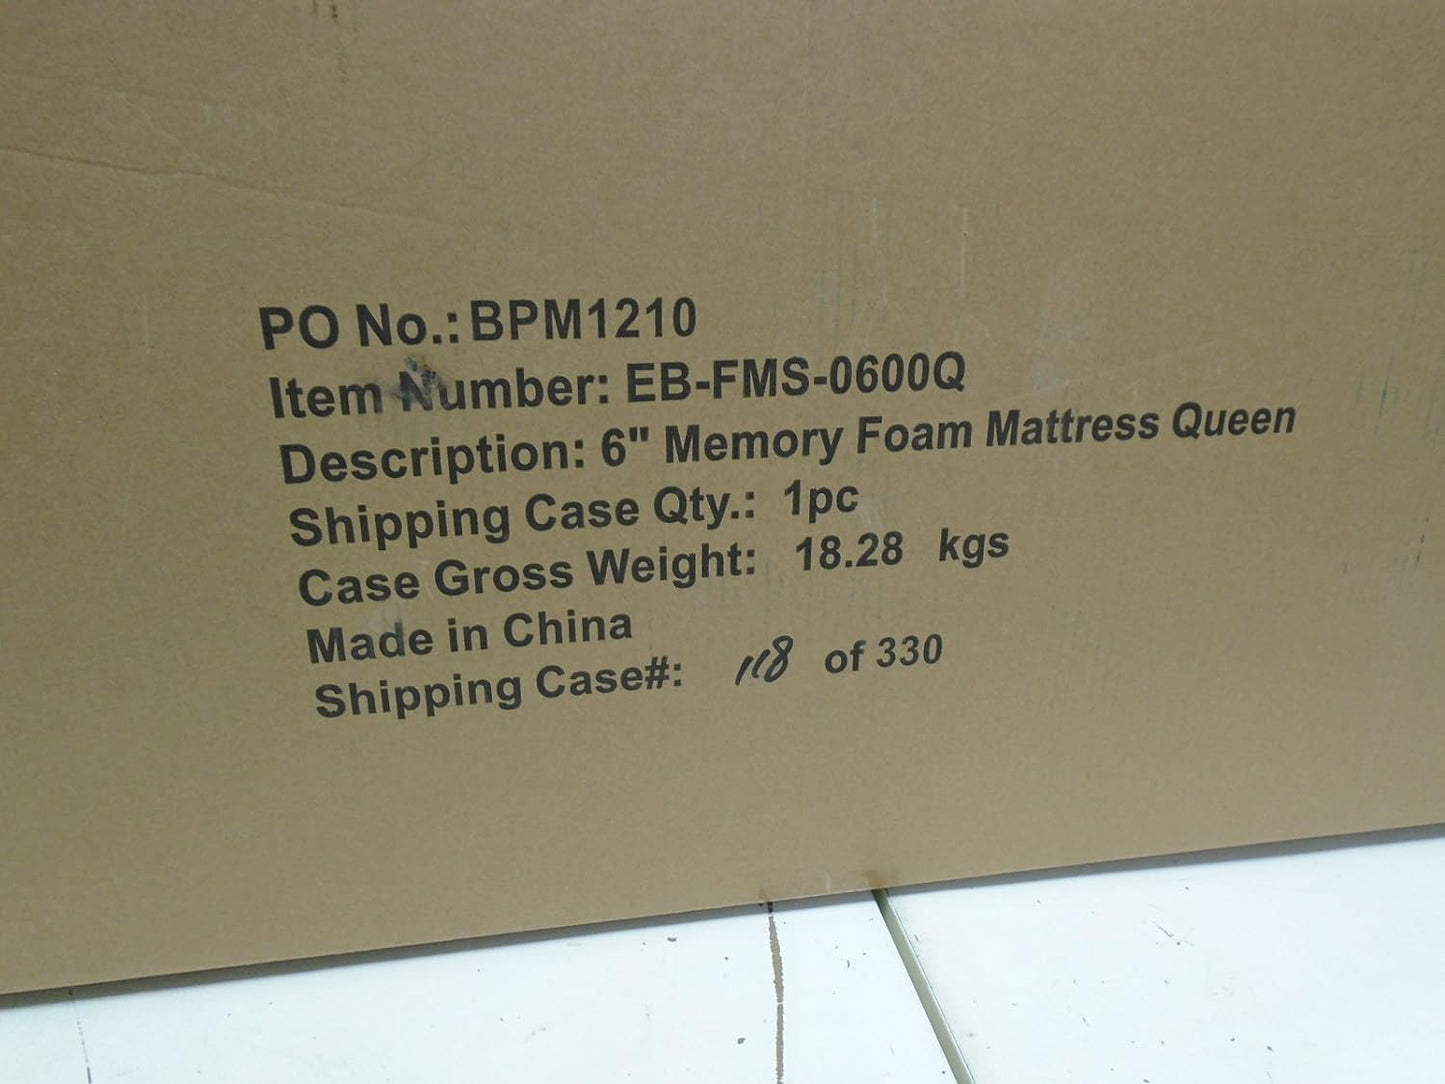 PO No.: BPM1210
Item Number: EB-FMS-0600Q
Description: 6" Memory Foam Mattress Queen
Shipping Case Qty.: 1pc
Case Gross Weight: 18.28 kgs
Made in China
Shipping Case#: 118 of 330